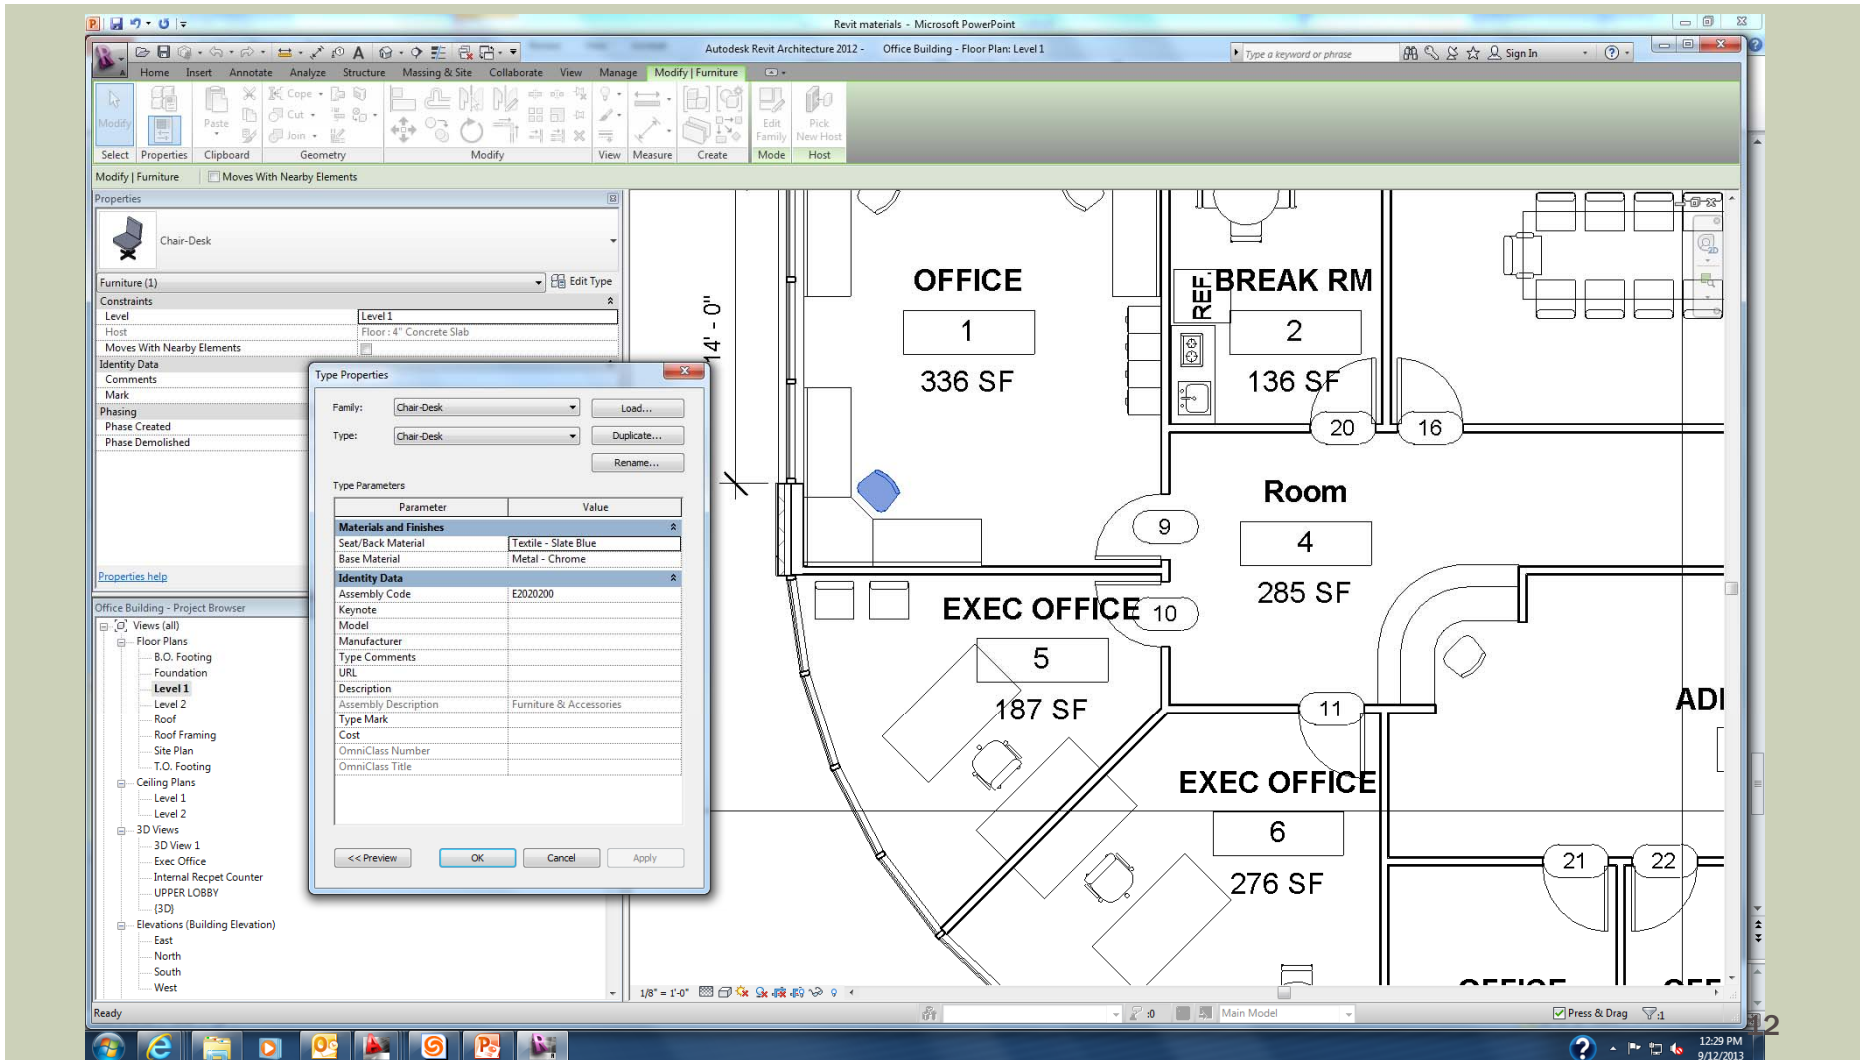 Revit materials - Microsoft PowerPoint
Autodesk Revit Architecture 2012 - Office Building - Floor Plan: Level 1
Type a keyword or phrase
Sign In
Home Insert Annotate Analyze Structure Massing & Site Collaborate View Manage Modify | Furniture
Modify
Paste
Cope
Cut
Join
Edit Family
Pick New Host
Select Properties Clipboard Geometry Modify View Measure Create Mode Host
Modify | Furniture Moves With Nearby Elements
Properties
Chair-Desk
Furniture (1) Edit Type
Constraints
Level Level 1
Host Floor : 4" Concrete Slab
Moves With Nearby Elements
Identity Data
Comments
Mark
Phasing
Phase Created
Phase Demolished
Properties help
Office Building - Project Browser
Views (all)
Floor Plans
B.O. Footing
Foundation
Level 1
Level 2
Roof
Roof Framing
Site Plan
T.O. Footing
Ceiling Plans
Level 1
Level 2
3D Views
3D View 1
Exec Office
Internal Recpet Counter
UPPER LOBBY
{3D}
Elevations (Building Elevation)
East
North
South
West
Type Properties
Family: Chair-Desk Load...
Type: Chair-Desk Duplicate...
Rename...
Type Parameters
Parameter Value
Materials and Finishes
Seat/Back Material Textile - Slate Blue
Base Material Metal - Chrome
Identity Data
Assembly Code E2020200
Keynote
Model
Manufacturer
Type Comments
URL
Description
Assembly Description Furniture & Accessories
Type Mark
Cost
OmniClass Number
OmniClass Title
<< Preview OK Cancel Apply
14' - 0"
OFFICE
1
336 SF
REF.
BREAK RM
2
136 SF
20
16
Room
4
285 SF
9
10
EXEC OFFICE
5
187 SF
11
ADI
EXEC OFFICE
6
276 SF
21
22
OFFICE
OFF
2D
1/8" = 1'-0"
Ready
:0
Main Model
Press & Drag
:1
12
12:29 PM
9/12/2013